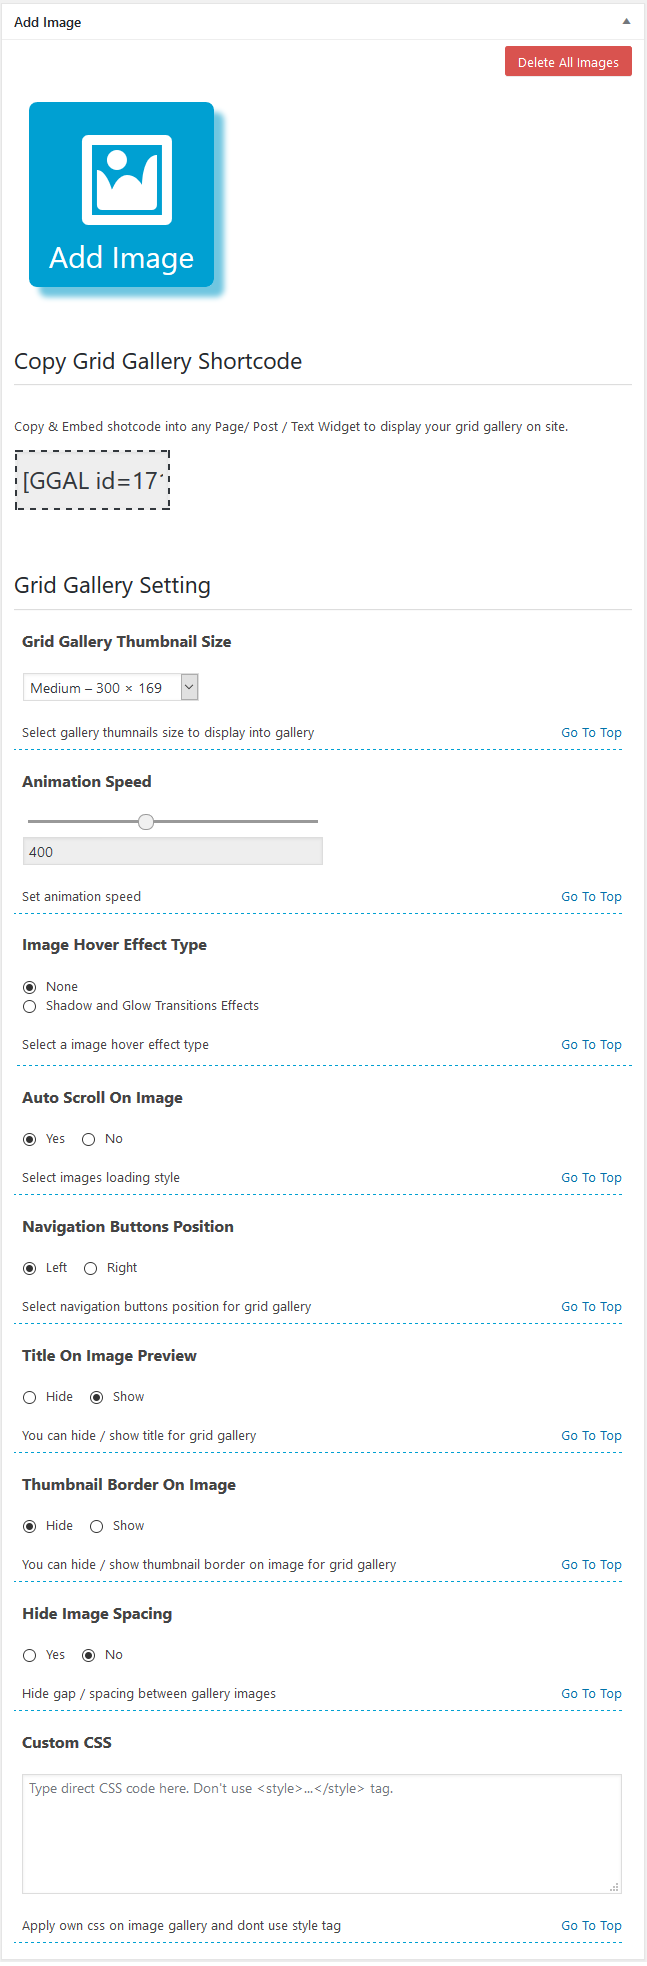 Add Image
Delete All Images
Add Image
Copy Grid Gallery Shortcode
Copy & Embed shotcode into any Page/ Post / Text Widget to display your grid gallery on site.
[GGAL id=17
Grid Gallery Setting
Grid Gallery Thumbnail Size
Medium – 300 × 169
Select gallery thumnails size to display into gallery Go To Top
Animation Speed
400
Set animation speed Go To Top
Image Hover Effect Type
None
Shadow and Glow Transitions Effects
Select a image hover effect type Go To Top
Auto Scroll On Image
Yes No
Select images loading style Go To Top
Navigation Buttons Position
Left Right
Select navigation buttons position for grid gallery Go To Top
Title On Image Preview
Hide Show
You can hide / show title for grid gallery Go To Top
Thumbnail Border On Image
Hide Show
You can hide / show thumbnail border on image for grid gallery Go To Top
Hide Image Spacing
Yes No
Hide gap / spacing between gallery images Go To Top
Custom CSS
Type direct CSS code here. Don't use <style>...</style> tag.
Apply own css on image gallery and dont use style tag Go To Top